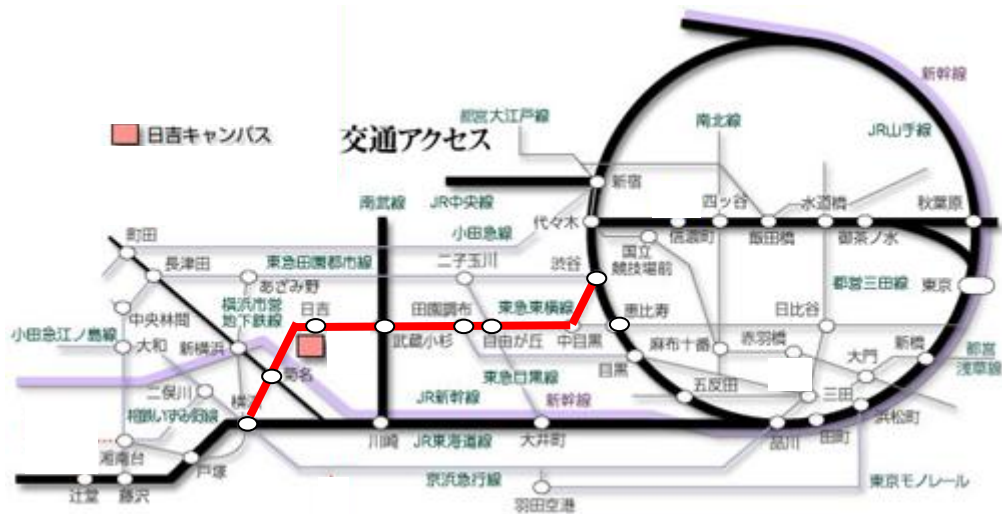 新幹線
都営大江戸線
南北線
JR山手線
日吉キャンパス
交通アクセス
新宿
南武線
JR中央線
代々木
四ッ谷
水道橋
秋葉原
小田急線
信濃町
飯田橋
御茶ノ水
町田
国立
競技場前
長津田
東急田園都市線
二子玉川
渋谷
都営三田線
東京
あざみ野
横浜市営
地下鉄線
日吉
田園調布
東急東横線
恵比寿
日比谷
中央林間
小田急江ノ島線
大和
新横浜
武蔵小杉
自由が丘
中目黒
麻布十番
赤羽橋
新橋
都営
浅草線
目黒
大門
菊名
東急目黒線
二俣川
五反田
三田
JR新幹線
新幹線
浜松町
相鉄いずみ野線
川崎
JR東海道線
大井町
品川
田町
湘南台
戸塚
京浜急行線
東京モノレール
辻堂
藤沢
羽田空港